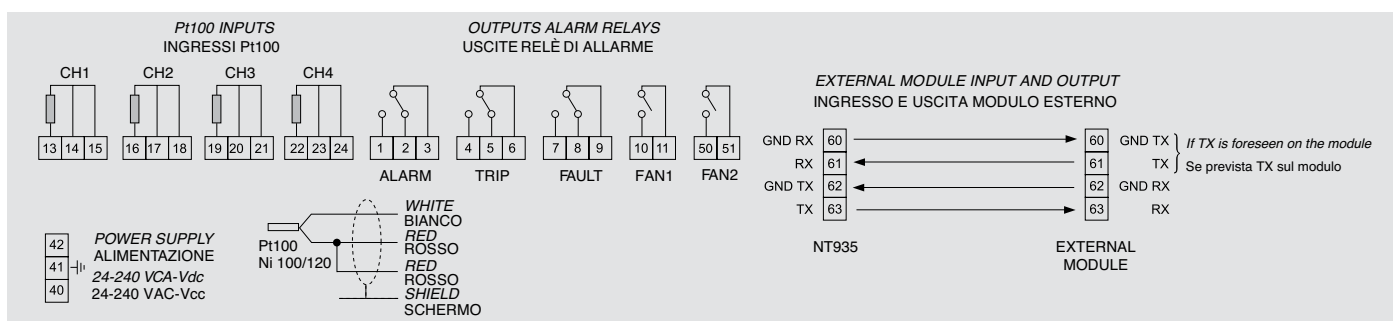 Pt100 INPUTS
INGRESSI Pt100
CH1 CH2 CH3 CH4
13 14 15 16 17 18 19 20 21 22 23 24
OUTPUTS ALARM RELAYS
USCITE RELÈ DI ALLARME
1 2 3 4 5 6 7 8 9 10 11 50 51
ALARM TRIP FAULT FAN1 FAN2
EXTERNAL MODULE INPUT AND OUTPUT
INGRESSO E USCITA MODULO ESTERNO
GND RX 60 60 GND TX
RX 61 61 TX
GND TX 62 62 GND RX
TX 63 63 RX
If TX is foreseen on the module
Se prevista TX sul modulo
NT935
EXTERNAL
MODULE
42
41
40
POWER SUPPLY
ALIMENTAZIONE
24-240 VCA-Vdc
24-240 VAC-Vcc
Pt100
Ni 100/120
WHITE
BIANCO
RED
ROSSO
RED
ROSSO
SHIELD
SCHERMO